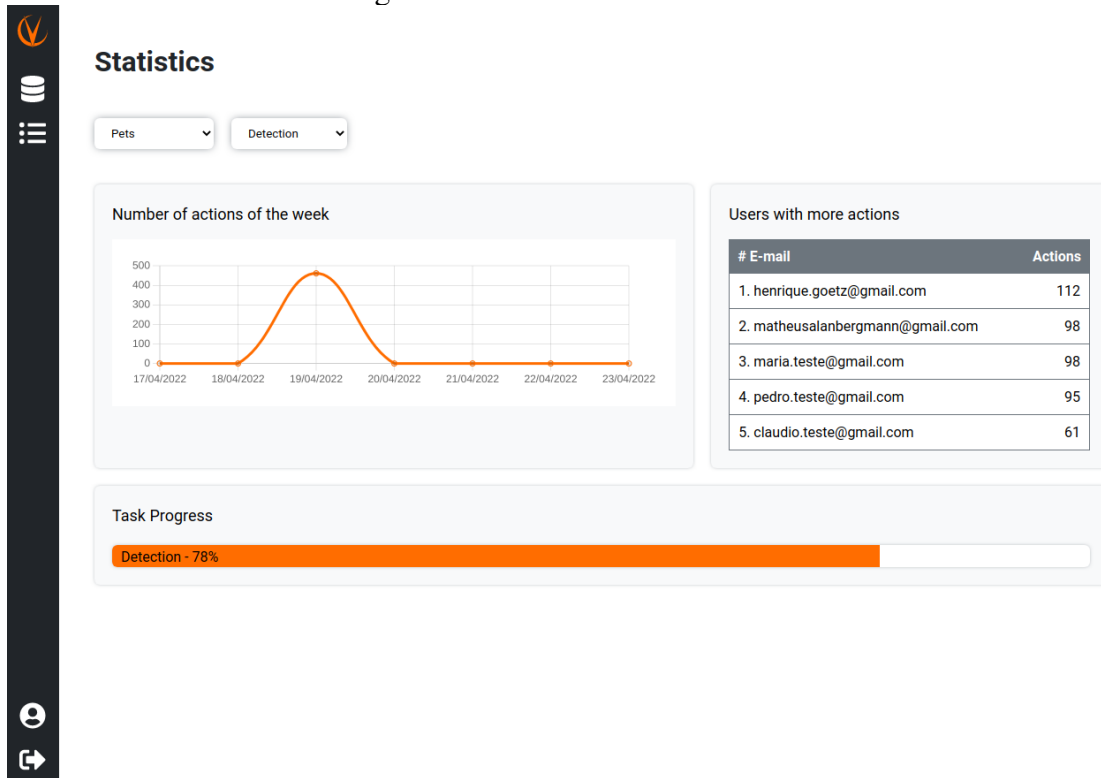 Statistics
Pets Detection
Number of actions of the week
500
400
300
200
100
0
17/04/2022 18/04/2022 19/04/2022 20/04/2022 21/04/2022 22/04/2022 23/04/2022
Users with more actions
# E-mail Actions
1. henrique.goetz@gmail.com 112
2. matheusalanbergmann@gmail.com 98
3. maria.teste@gmail.com 98
4. pedro.teste@gmail.com 95
5. claudio.teste@gmail.com 61
Task Progress
Detection - 78%